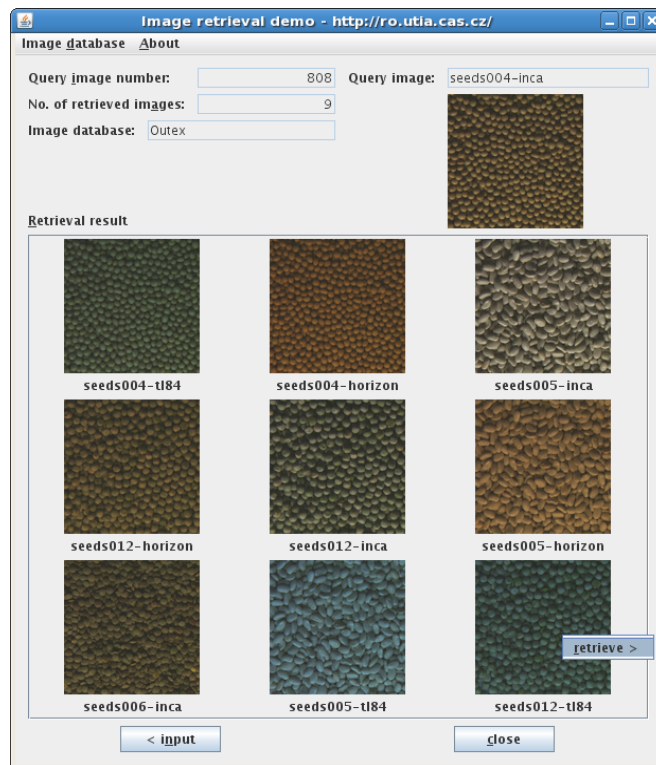 Image retrieval demo - http://ro.utia.cas.cz/
Image database About
Query image number: 808 Query image: seeds004-inca
No. of retrieved images: 9
Image database: Outex
Retrieval result
seeds004-tl84 seeds004-horizon seeds005-inca
seeds012-horizon seeds012-inca seeds005-horizon
retrieve >
seeds006-inca seeds005-tl84 seeds012-tl84
< input close